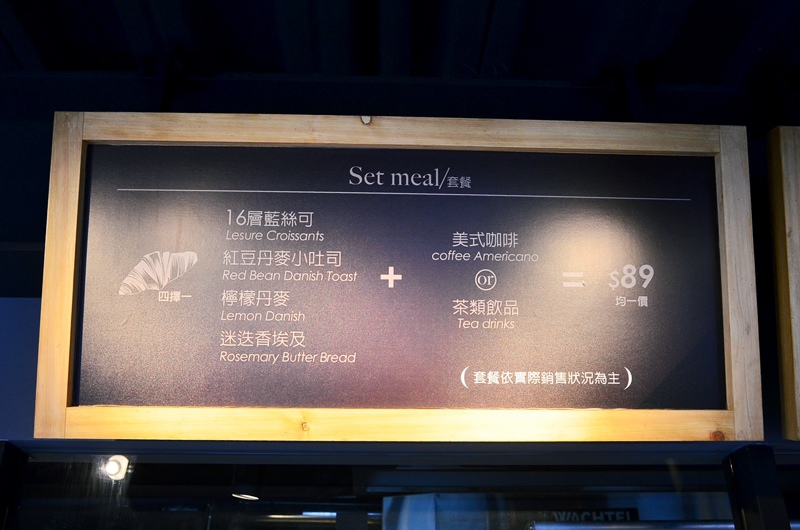 Set meal/套餐
16層藍絲可
Lesure Croissants
紅豆丹麥小吐司
Red Bean Danish Toast
四擇一
檸檬丹麥
Lemon Danish
迷迭香埃及
Rosemary Butter Bread
+
美式咖啡
coffee Americano
or
茶類飲品
Tea drinks
=
$89
均一價
(套餐依實際銷售狀況為主)
WACHTEL